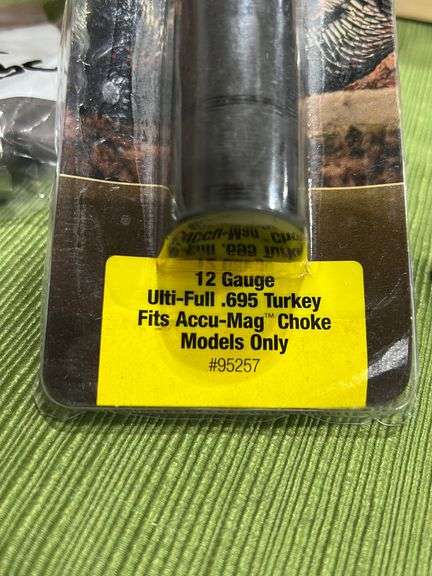 12 Gauge
Ulti-Full .695 Turkey
Fits Accu-Mag™ Choke
Models Only
#95257